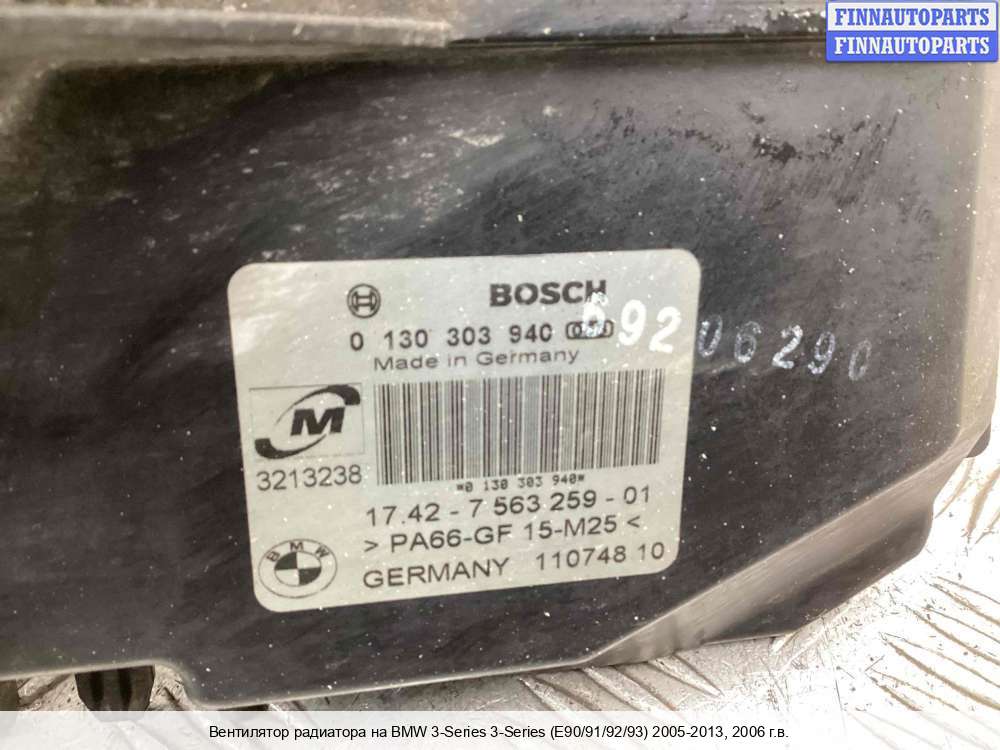 FINNAUTOPARTS
FINNAUTOPARTS
BOSCH
0 130 303 940
69206290
Made in Germany
M
3213238
*0 130 303 940*
17.42 - 7 563 259 - 01
> PA66-GF 15-M25 <
BMW
GERMANY 110748 10
Вентилятор радиатора на BMW 3-Series 3-Series (E90/91/92/93) 2005-2013, 2006 г.в.